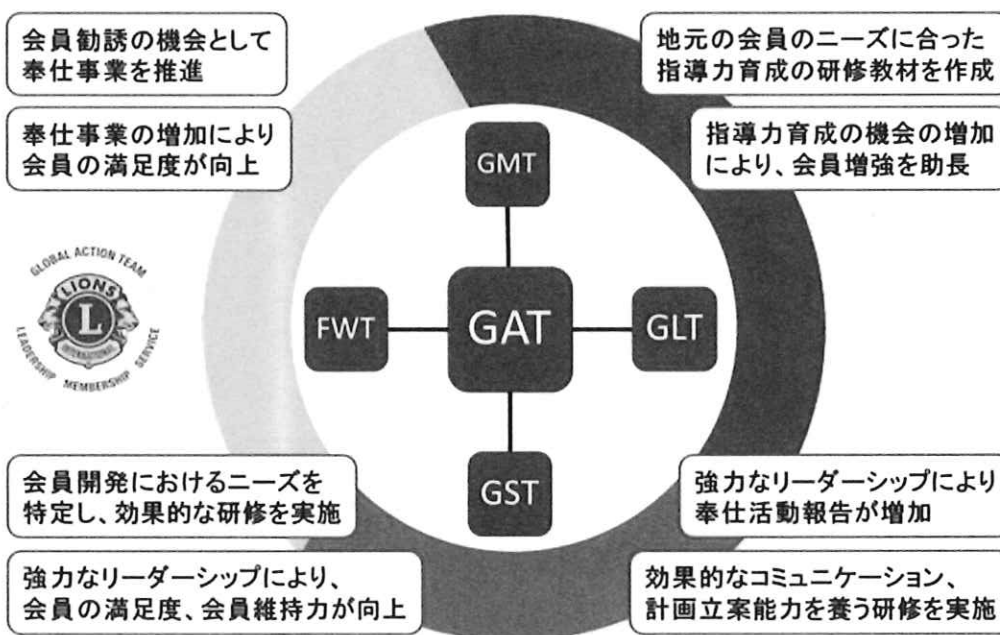 会員勧誘の機会として
奉仕事業を推進
地元の会員のニーズに合った
指導力育成の研修教材を作成
奉仕事業の増加により
会員の満足度が向上
指導力育成の機会の増加
により、会員増強を助長
GMT
GLOBAL ACTION TEAM
LIONS
L
INTERNATIONAL
LEADERSHIP MEMBERSHIP SERVICE
FWT
GAT
GLT
GST
会員開発におけるニーズを
特定し、効果的な研修を実施
強力なリーダーシップにより
奉仕活動報告が増加
強力なリーダーシップにより、
会員の満足度、会員維持力が向上
効果的なコミュニケーション、
計画立案能力を養う研修を実施